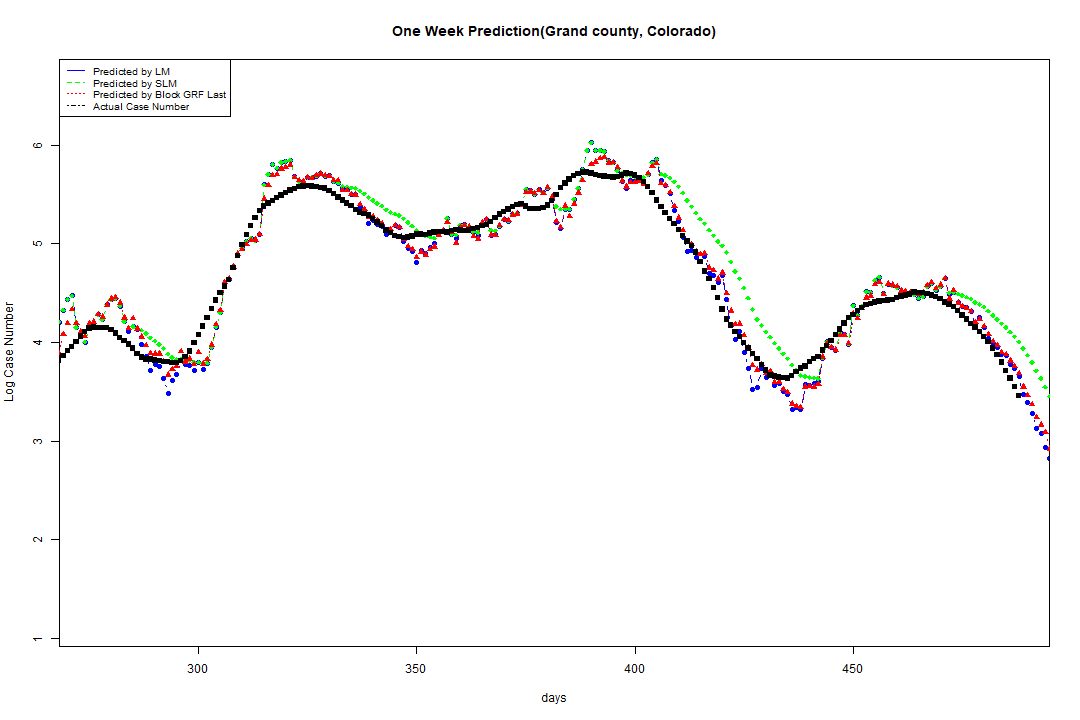 One Week Prediction(Grand county, Colorado)
Predicted by LM
Predicted by SLM
Predicted by Block GRF Last
Actual Case Number
6
5
4
3
2
1
Log Case Number
300 350 400 450
days